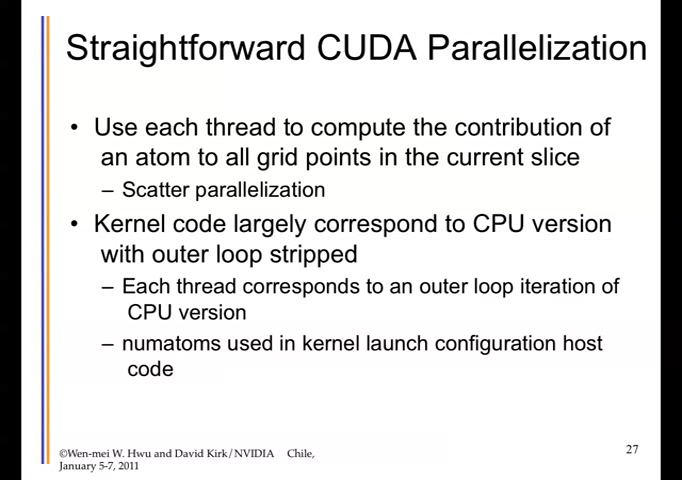 Straightforward CUDA Parallelization
• Use each thread to compute the contribution of
an atom to all grid points in the current slice
– Scatter parallelization
• Kernel code largely correspond to CPU version
with outer loop stripped
– Each thread corresponds to an outer loop iteration of
CPU version
– numatoms used in kernel launch configuration host
code
©Wen-mei W. Hwu and David Kirk/NVIDIA Chile,
January 5-7, 2011
27